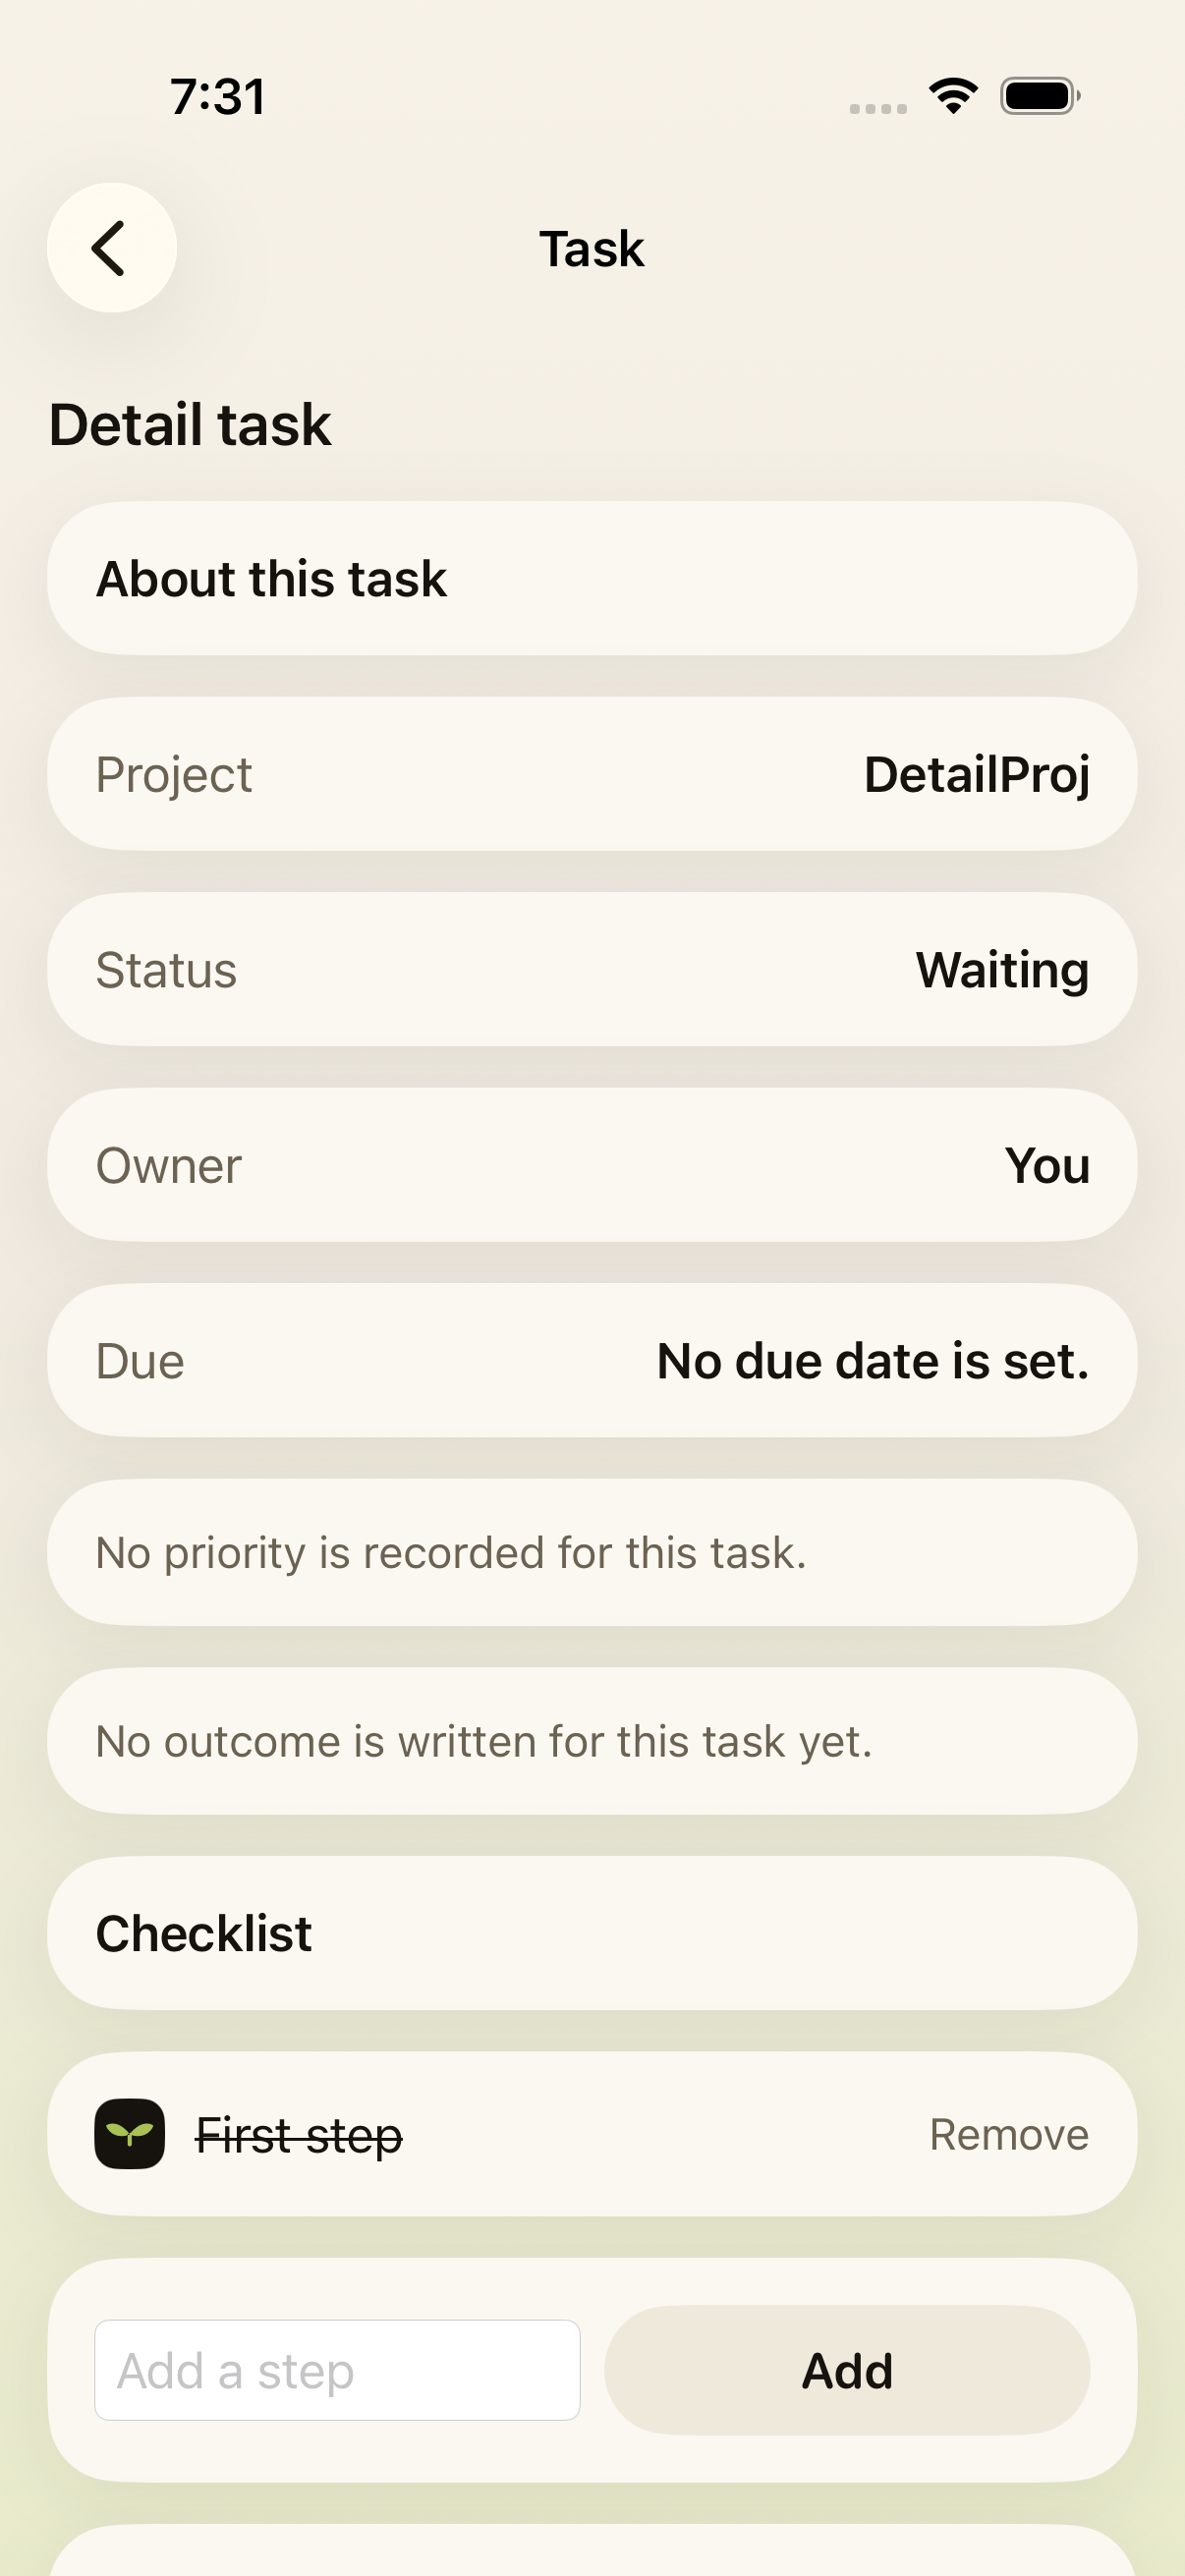 7:31
Task
Detail task
About this task
Project DetailProj
Status Waiting
Owner You
Due No due date is set.
No priority is recorded for this task.
No outcome is written for this task yet.
Checklist
First step Remove
Add a step Add